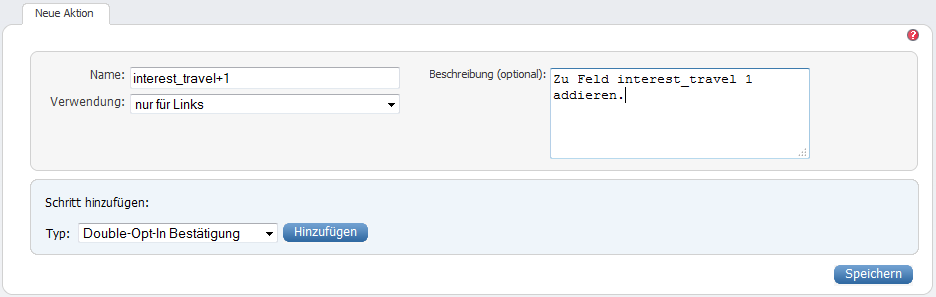 Neue Aktion
?
Name: interest_travel+1
Verwendung: nur für Links
Beschreibung (optional): Zu Feld interest_travel 1
addieren.
Schritt hinzufügen:
Typ: Double-Opt-In Bestätigung Hinzufügen
Speichern